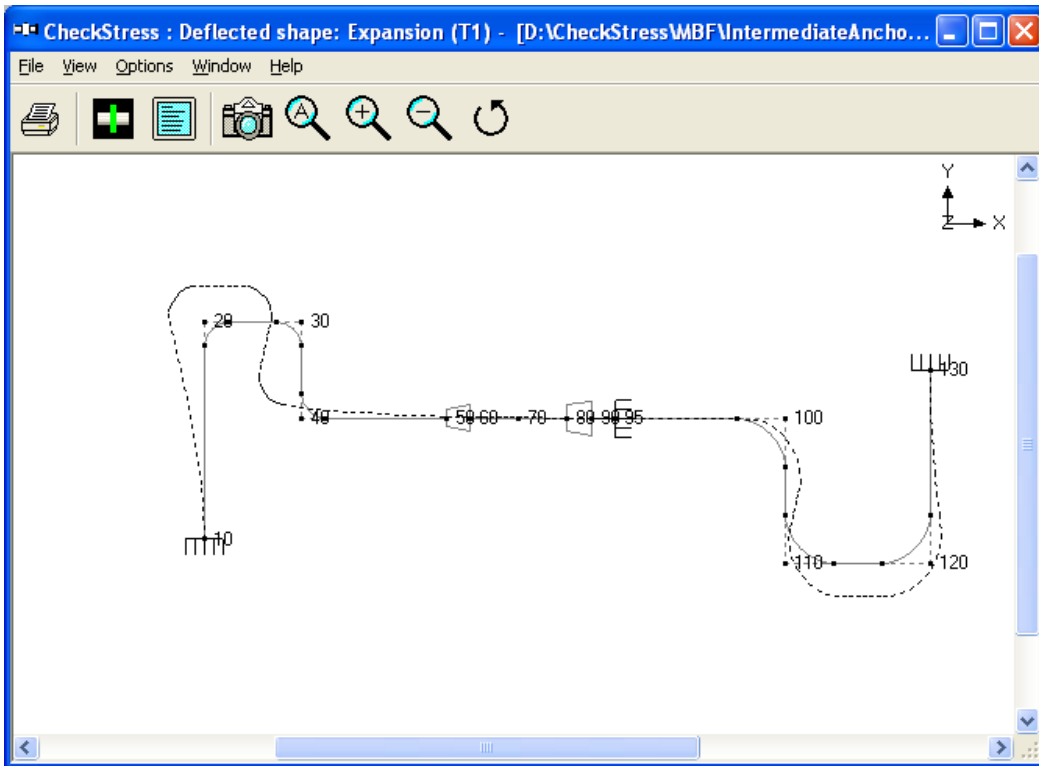 CheckStress : Deflected shape: Expansion (T1) - [D:\CheckStress\MBF\IntermediateAncho...
File View Options Window Help
A
Y
Z X
20 30
130
40 50 60 70 80 90 95 100
10
110 120